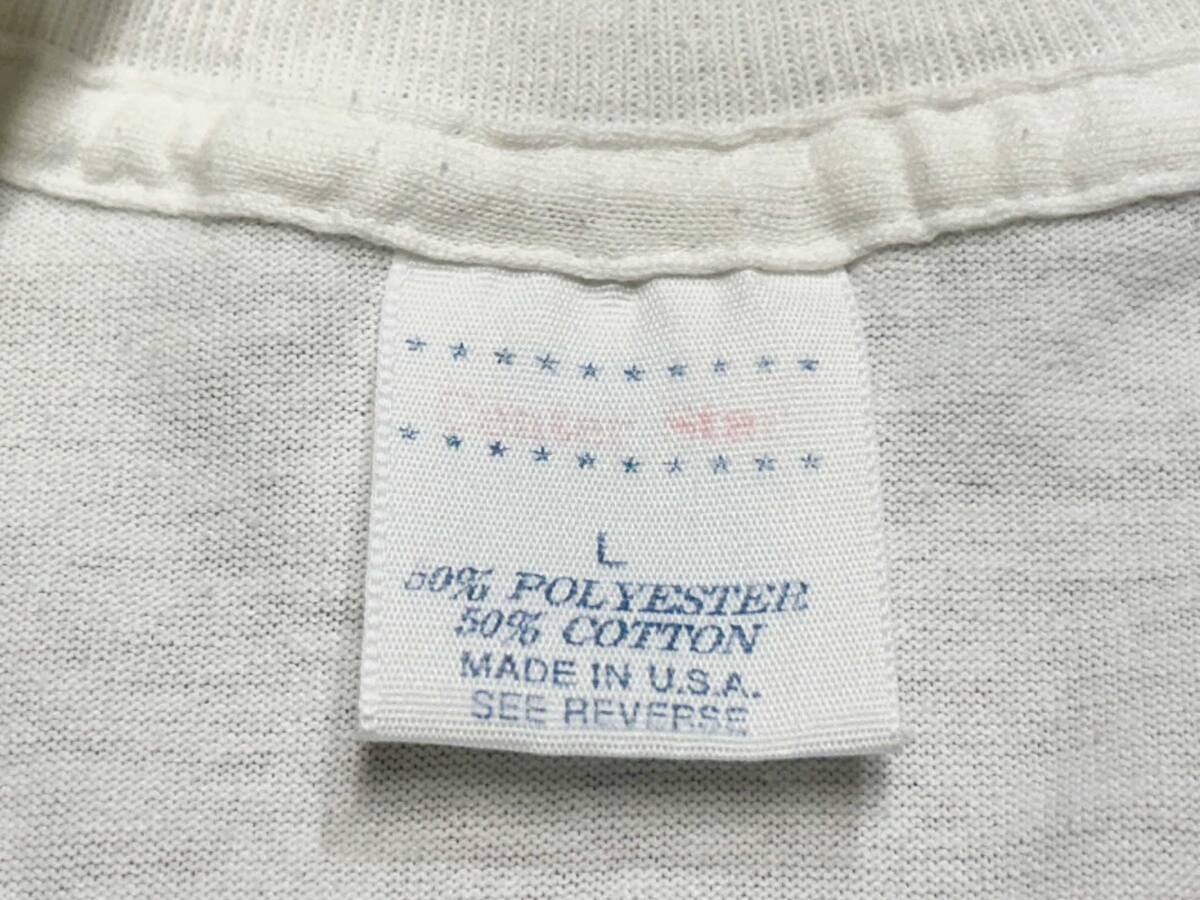 L
50% POLYESTER
50% COTTON
MADE IN U.S.A.
SEE REVERSE